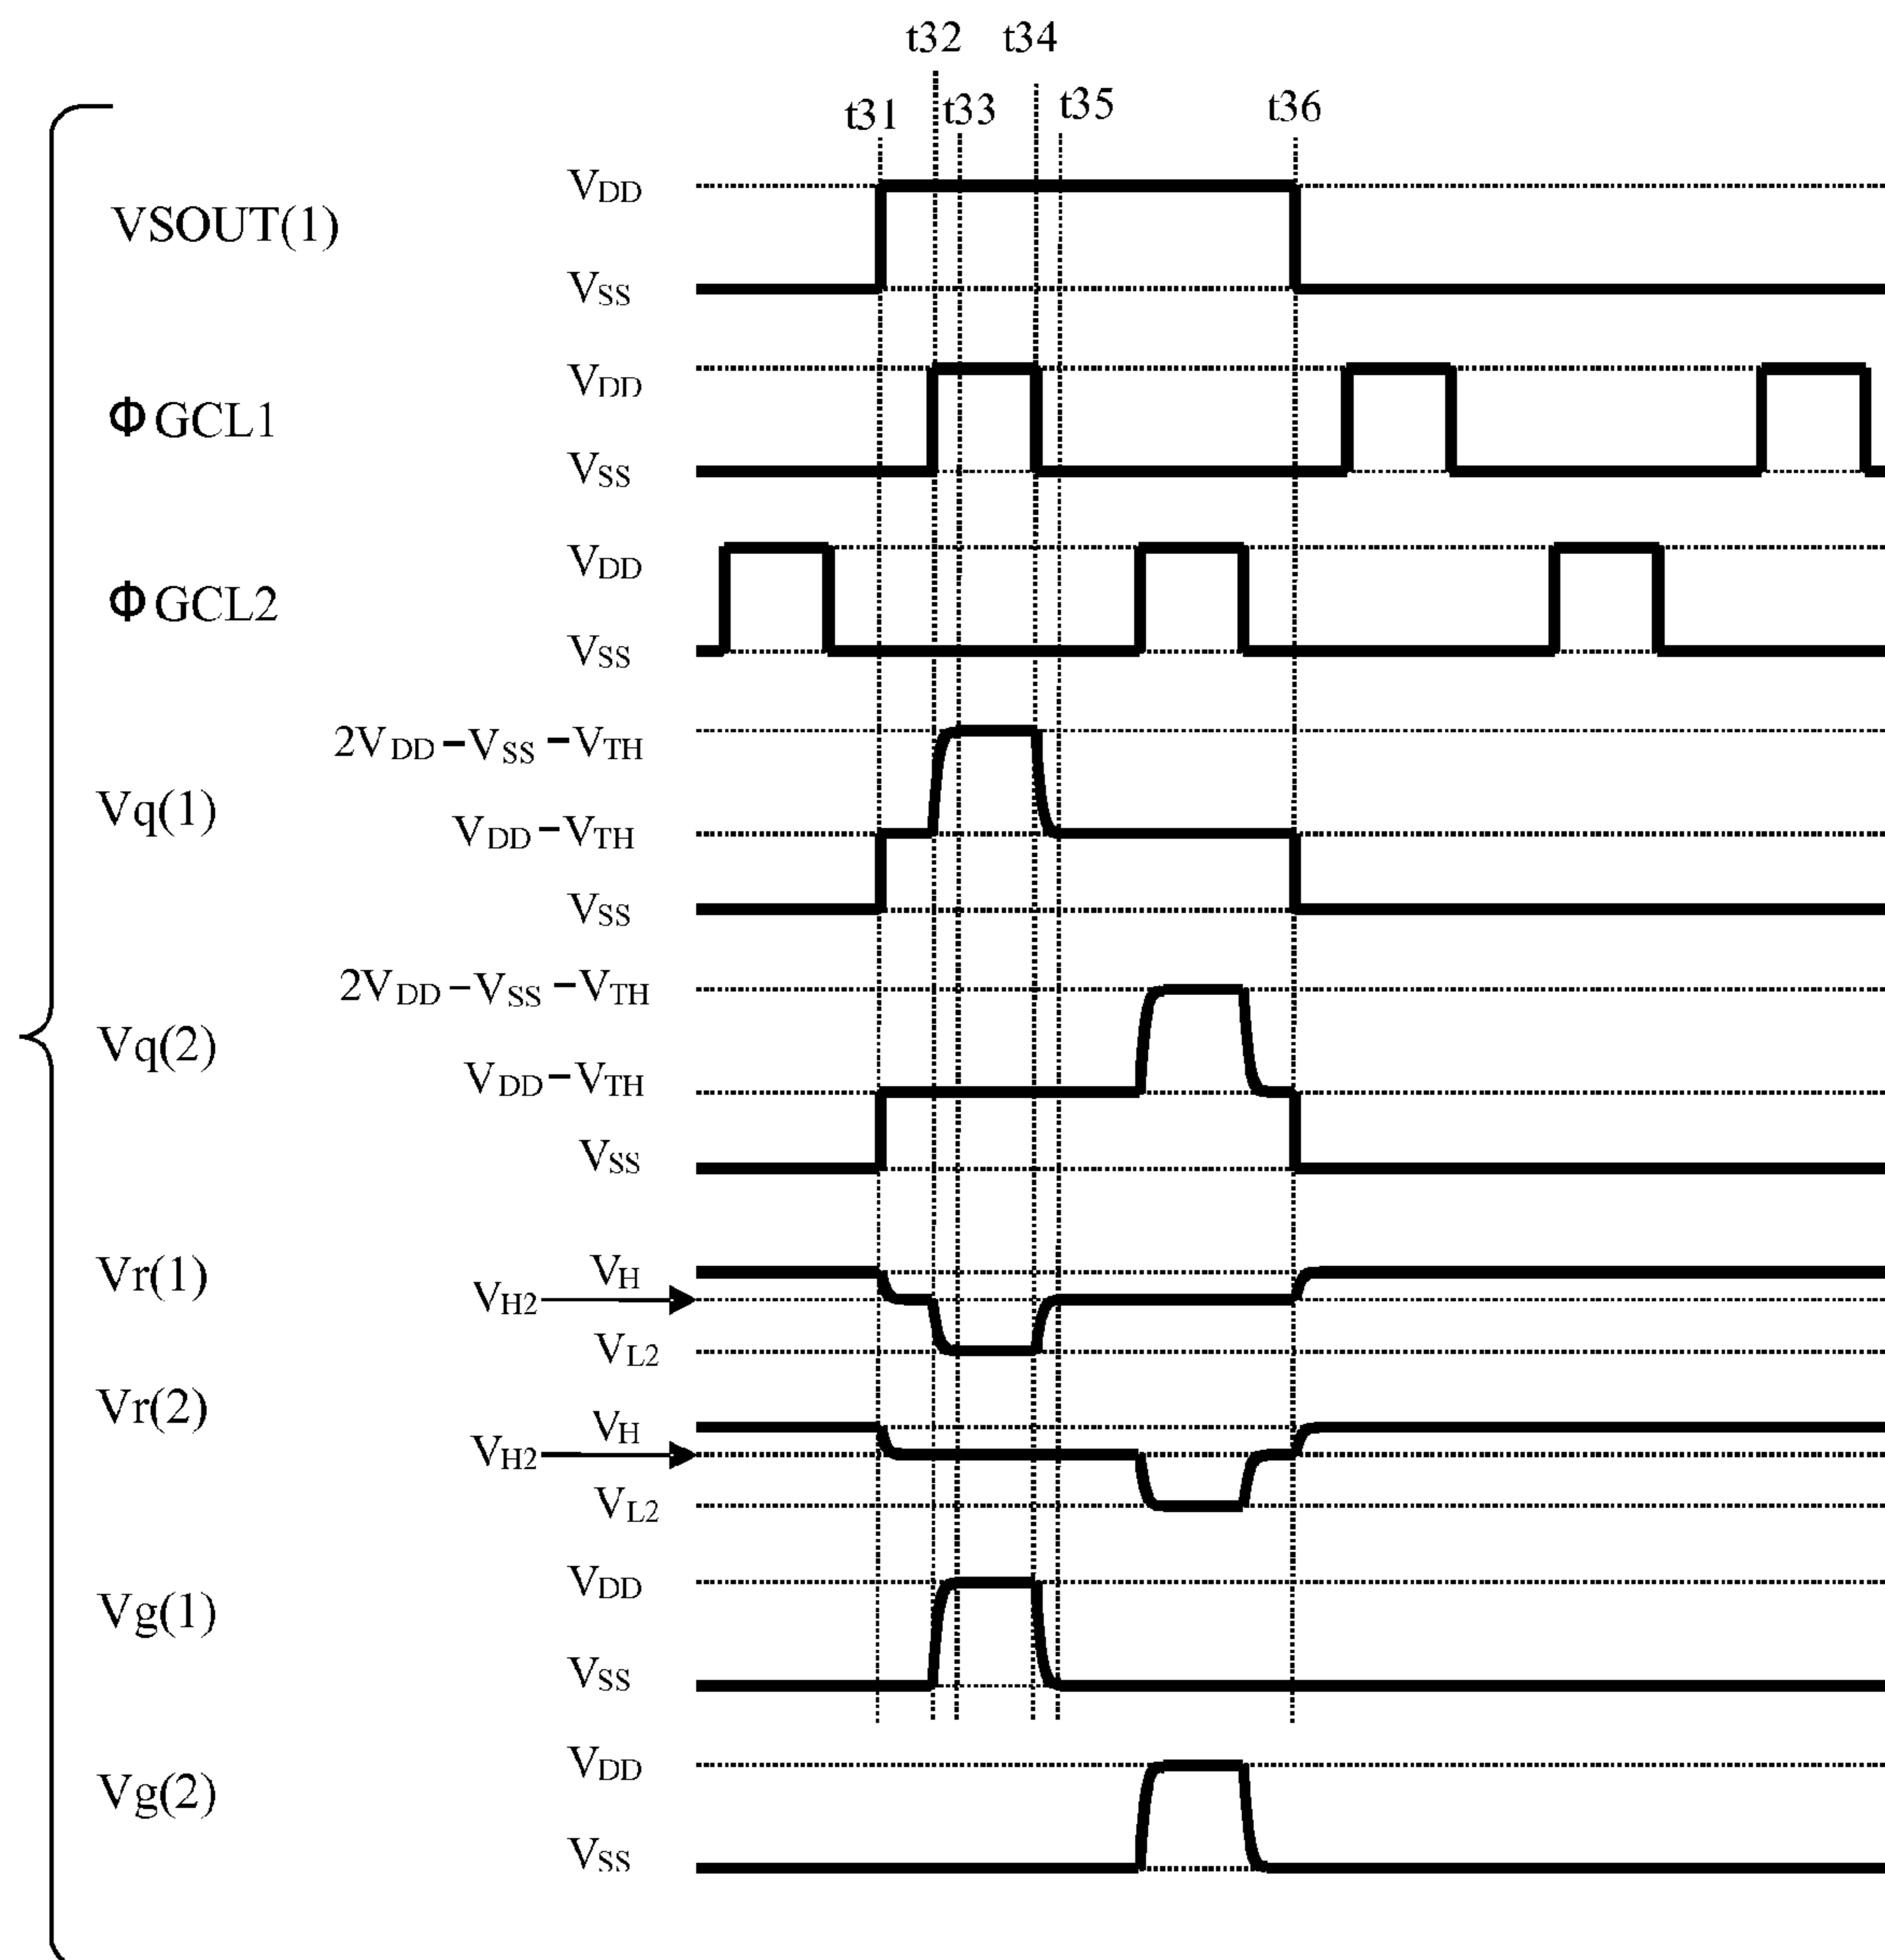 t32 t34
t31 t33 t35 t36
VSOUT(1)
VDD
VSS
ΦGCL1
VDD
VSS
ΦGCL2
VDD
VSS
Vq(1)
2VDD−VSS−VTH
VDD−VTH
VSS
Vq(2)
2VDD−VSS−VTH
VDD−VTH
VSS
Vr(1)
VH
VH2
VL2
Vr(2)
VH
VH2
VL2
Vg(1)
VDD
VSS
Vg(2)
VDD
VSS